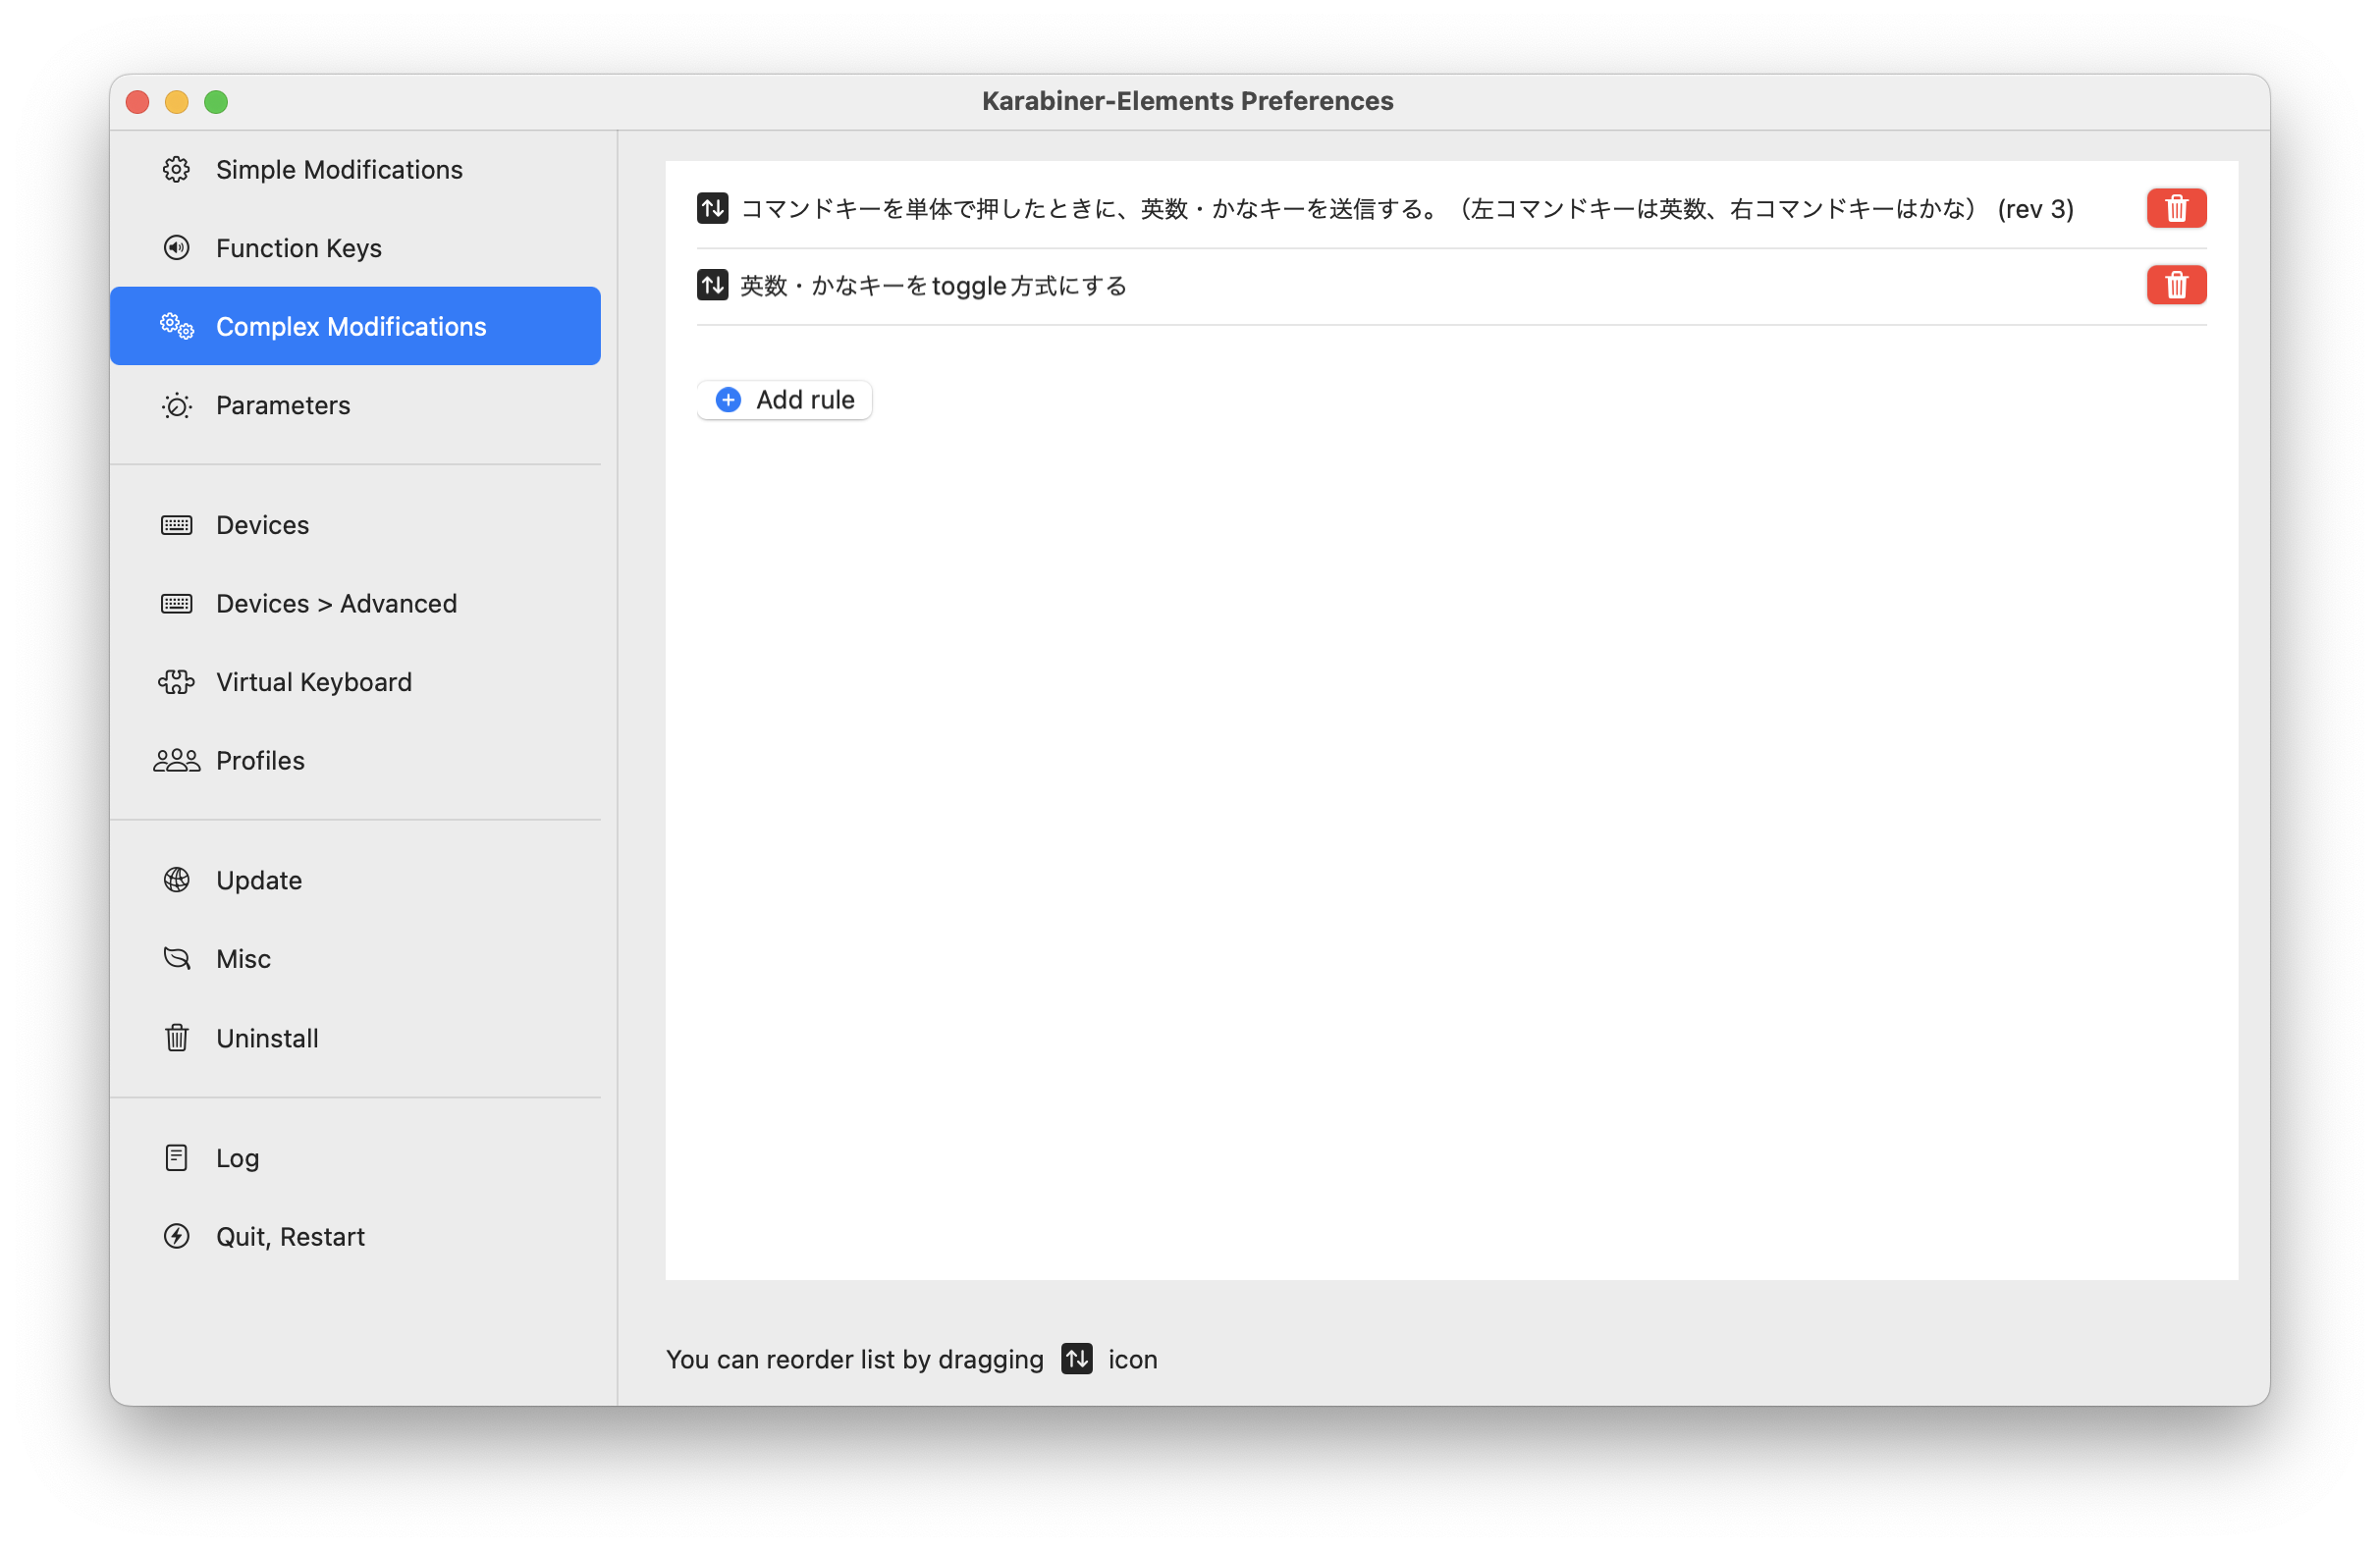 Karabiner-Elements Preferences
Simple Modifications
Function Keys
Complex Modifications
Parameters
Devices
Devices > Advanced
Virtual Keyboard
Profiles
Update
Misc
Uninstall
Log
Quit, Restart
コマンドキーを単体で押したときに、英数・かなキーを送信する。（左コマンドキーは英数、右コマンドキーはかな） (rev 3)
英数・かなキーをtoggle方式にする
Add rule
You can reorder list by dragging icon